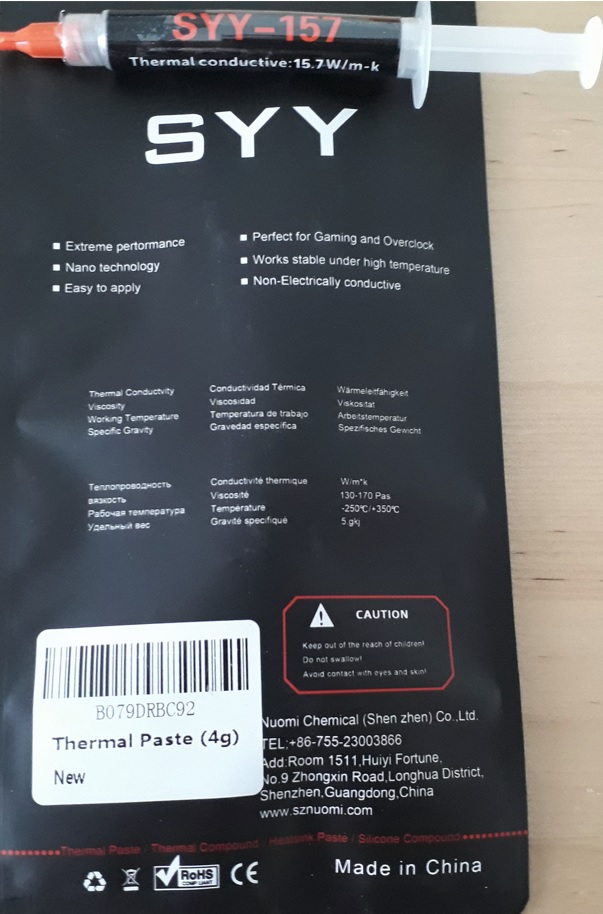 SYY-157
Thermal conductive:15.7W/m-k
SYY
Extreme performance
Nano technology
Easy to apply
Perfect for Gaming and Overclock
Works stable under high temperature
Non-Electrically conductive
Thermal Conductvity
Viscosity
Working Temperature
Specific Gravity
Conductividad Térmica
Viscosidad
Temperatura de trabajo
Gravedad específica
Wärmeleitfähigkeit
Viskosität
Arbeitstemperatur
Spezifisches Gewicht
Теплопроводность
вязкость
Рабочая температура
Удельный вес
Conductivité thermique
Viscosité
Température
Gravité spécifique
W/m*k
130-170 Pas
-250℃/+350℃
5.gkj
CAUTION
Keep out of the reach of children!
Do not swallow!
Avoid contact with eyes and skin!
B079DRBC92
Thermal Paste (4g)
New
Nuomi Chemical (Shen zhen) Co.,Ltd.
TEL:+86-755-23003866
Add:Room 1511,Huiyi Fortune,
No.9 Zhongxin Road,Longhua District,
Shenzhen,Guangdong,China
www.sznuomi.com
Thermal Paste / Thermal Compound / Heatsink Paste / Silicone Compound
RoHS
COMPLIANT
CE
Made in China